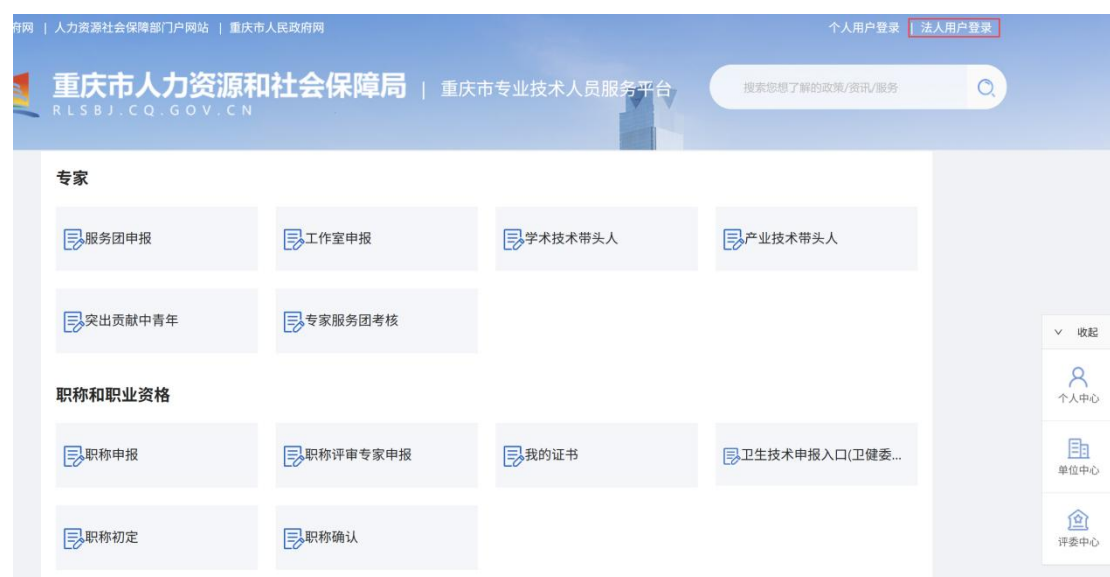 府网 | 人力资源社会保障部门户网站 | 重庆市人民政府网
个人用户登录 | 法人用户登录
重庆市人力资源和社会保障局 | 重庆市专业技术人员服务平台
RLSBJ.CQ.GOV.CN
搜索您想了解的政策/资讯/服务
专家
服务团申报
工作室申报
学术技术带头人
产业技术带头人
突出贡献中青年
专家服务团考核
职称和职业资格
职称申报
职称评审专家申报
我的证书
卫生技术申报入口(卫健委...
职称初定
职称确认
收起
个人中心
单位中心
评委中心